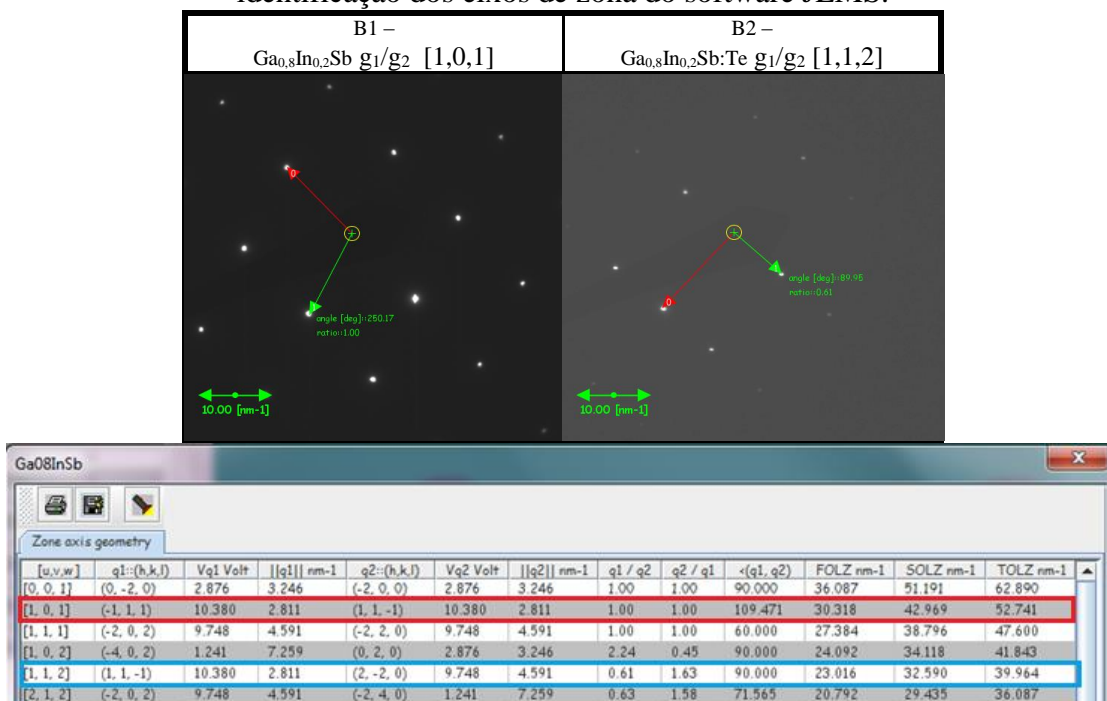 identificação dos eixos de zona do software JEMS.
B1 –
Ga0,8In0,2Sb g1/g2 [1,0,1]
B2 –
Ga0,8In0,2Sb:Te g1/g2 [1,1,2]
0
angle [deg]::250.17
ratio::1.00
10.00 [nm-1]
0
angle [deg]::89.95
ratio::0.61
10.00 [nm-1]
Ga08InSb
Zone axis geometry
[u,v,w] q1::(h,k,l) Vq1 Volt ||q1|| nm-1 q2::(h,k,l) Vq2 Volt ||q2|| nm-1 q1 / q2 q2 / q1 <(q1, q2) FOLZ nm-1 SOLZ nm-1 TOLZ nm-1
[0, 0, 1] (0, -2, 0) 2.876 3.246 (-2, 0, 0) 2.876 3.246 1.00 1.00 90.000 36.087 51.191 62.890
[1, 0, 1] (-1, 1, 1) 10.380 2.811 (1, 1, -1) 10.380 2.811 1.00 1.00 109.471 30.318 42.969 52.741
[1, 1, 1] (-2, 0, 2) 9.748 4.591 (-2, 2, 0) 9.748 4.591 1.00 1.00 60.000 27.384 38.796 47.600
[1, 0, 2] (-4, 0, 2) 1.241 7.259 (0, 2, 0) 2.876 3.246 2.24 0.45 90.000 24.092 34.118 41.843
[1, 1, 2] (1, 1, -1) 10.380 2.811 (2, -2, 0) 9.748 4.591 0.61 1.63 90.000 23.016 32.590 39.964
[2, 1, 2] (-2, 0, 2) 9.748 4.591 (-2, 4, 0) 1.241 7.259 0.63 1.58 71.565 20.792 29.435 36.087